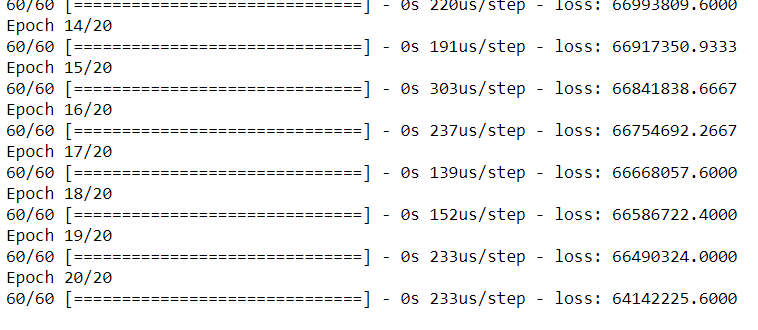 60/60 [==============================] - 0s 220us/step - loss: 66993809.6000
Epoch 14/20
60/60 [==============================] - 0s 191us/step - loss: 66917350.9333
Epoch 15/20
60/60 [==============================] - 0s 303us/step - loss: 66841838.6667
Epoch 16/20
60/60 [==============================] - 0s 237us/step - loss: 66754692.2667
Epoch 17/20
60/60 [==============================] - 0s 139us/step - loss: 66668057.6000
Epoch 18/20
60/60 [==============================] - 0s 152us/step - loss: 66586722.4000
Epoch 19/20
60/60 [==============================] - 0s 233us/step - loss: 66490324.0000
Epoch 20/20
60/60 [==============================] - 0s 233us/step - loss: 64142225.6000